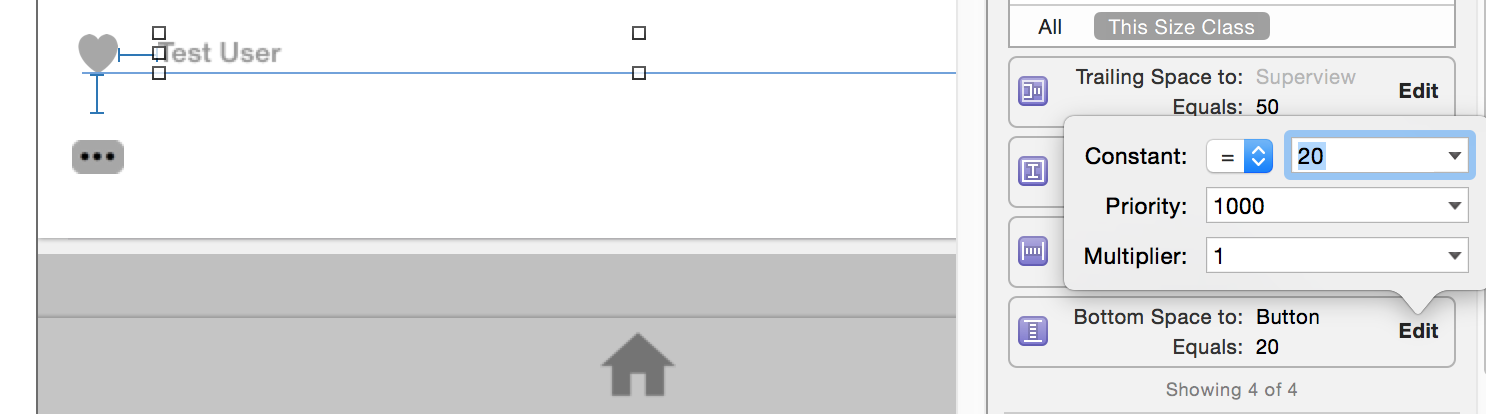 Test User
All This Size Class
Trailing Space to: Superview
Edit
Equals: 50
Constant: = 20
Priority: 1000
Multiplier: 1
Bottom Space to: Button
Edit
Equals: 20
Showing 4 of 4